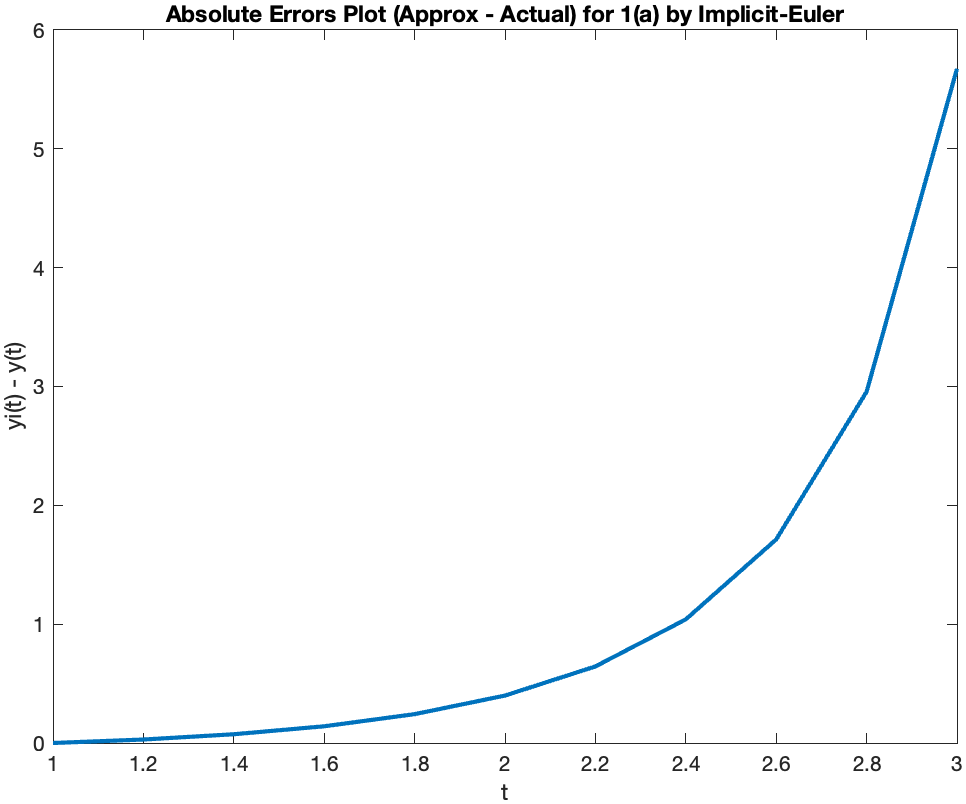 Absolute Errors Plot (Approx - Actual) for 1(a) by Implicit-Euler
6
5
4
3
2
1
0
yi(t) - y(t)
1 1.2 1.4 1.6 1.8 2 2.2 2.4 2.6 2.8 3
t